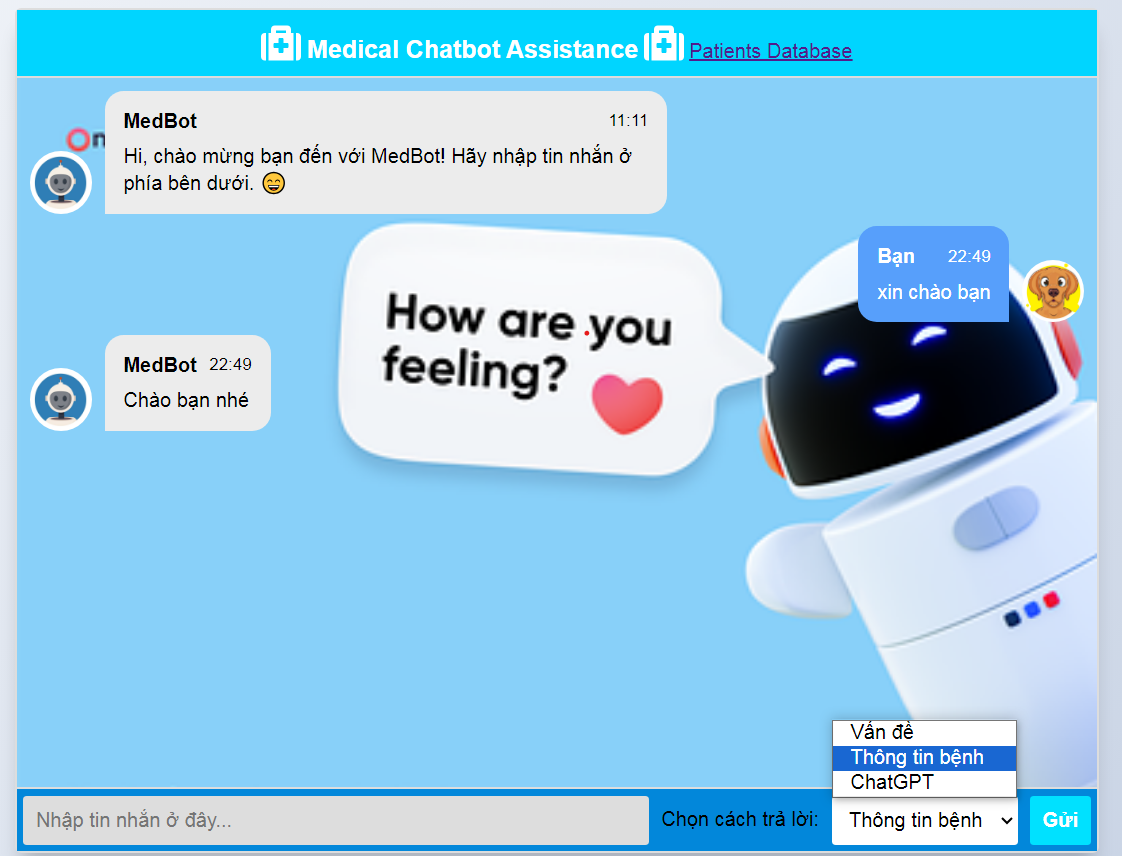 Medical Chatbot Assistance Patients Database
MedBot 11:11
Hi, chào mừng bạn đến với MedBot! Hãy nhập tin nhắn ở
phía bên dưới. 😄
Bạn 22:49
xin chào bạn
How are you
feeling?
MedBot 22:49
Chào bạn nhé
Vấn đề
Thông tin bệnh
ChatGPT
Nhập tin nhắn ở đây...
Chọn cách trả lời:
Thông tin bệnh
Gửi